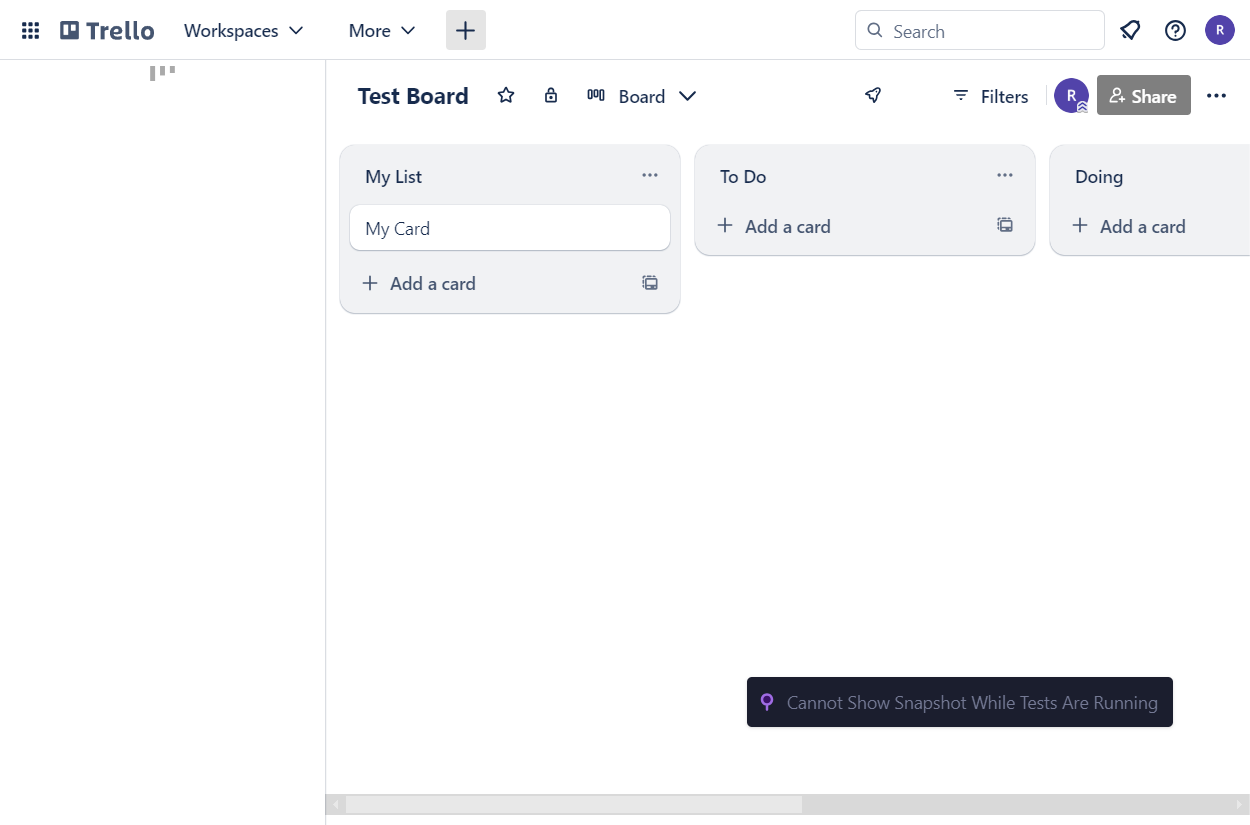 Trello Workspaces More Search R
Test Board Board Filters R Share
My List To Do Doing
My Card Add a card Add a card
Add a card
Cannot Show Snapshot While Tests Are Running